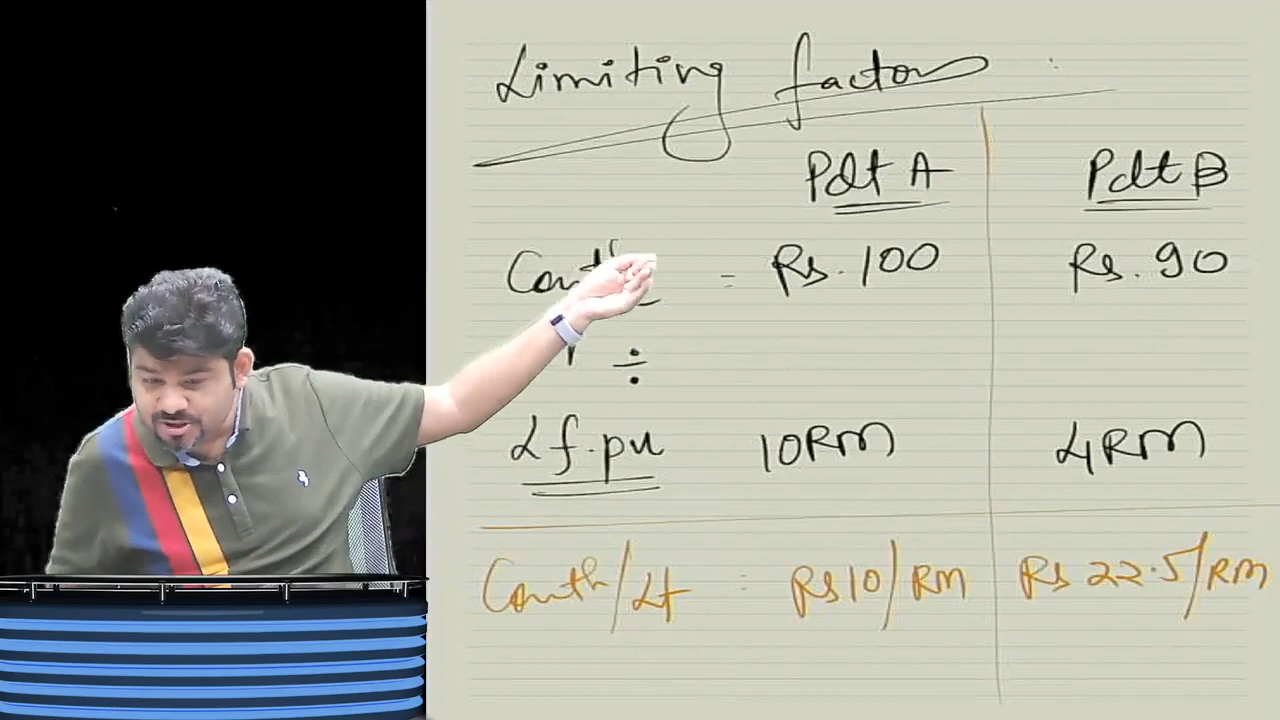 Limiting factor :
Pdt A Pdt B
= Rs. 100 Rs. 90
÷
Lf. pu 10RM 4RM
Conth/Lf = Rs10/RM Rs 22.5/RM